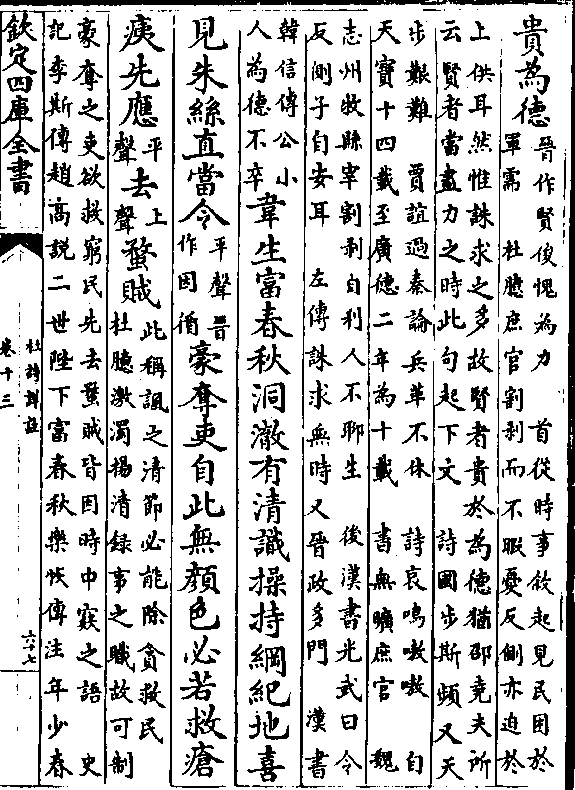 貴為德晉作賢俊愧為力　首從時事敘起見民困於
軍需　杜臆庶官割剝而不暇憂反側亦迫於
上供耳然惟誅求之多故賢者貴於為德猶邵堯夫所
云賢者當盡力之時此句起下文　詩國步斯頻又天
步艱難　賈誼過秦論兵革不休　詩哀鳴嗷嗷　自
天寶十四載至廣德二年為十載　書無曠庶官　魏
志州牧縣宰割剝自利人不聊生　後漢書光武曰令
反側子自安耳　左傳誅求無時又晉政多門　漢書
韓信傳公小
人為德不卒
韋生富春秋洞澈有清識操持綱紀地喜
見朱絲直當令平聲晉
作因循
豪奪吏自此無顏色必若救瘡
痍先應平聲去上聲蟊賊此稱諷之清節必能除貪救民
杜臆激濁揚清録事之職故可制
豪奪之吏欲救窮民先去蟊賊皆因時中窾之語　史
記李斯傳趙高説二世陛下富春秋樂恢傳注年少春
欽定四庫全書
杜詩詳註
卷十三
六十七